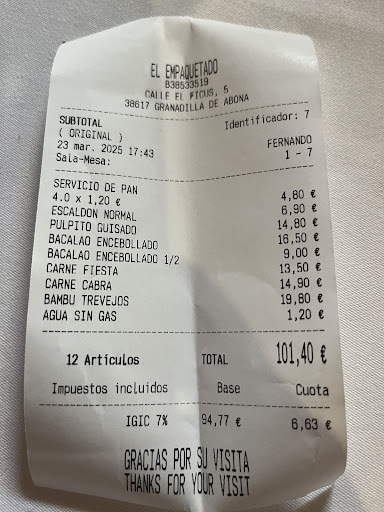 EL EMPAQUETADO
B38533519
CALLE EL FICUS, 5
38617 GRANADILLA DE ABONA
SUBTOTAL Identificador: 7
( ORIGINAL )
23 mar. 2025 17:43 FERNANDO
Sala-Mesa: 1 - 7
SERVICIO DE PAN
4.0 x 1,20 € 4,80 €
ESCALDON NORMAL 6,90 €
PULPITO GUISADO 14,80 €
BACALAO ENCEBOLLADO 16,50 €
BACALAO ENCEBOLLADO 1/2 9,00 €
CARNE FIESTA 13,50 €
CARNE CABRA 14,90 €
BAMBU TREVEJOS 19,80 €
AGUA SIN GAS 1,20 €
12 Artículos TOTAL 101,40 €
Impuestos incluidos Base Cuota
IGIC 7% 94,77 € 6,63 €
GRACIAS POR SU VISITA
THANKS FOR YOUR VISIT